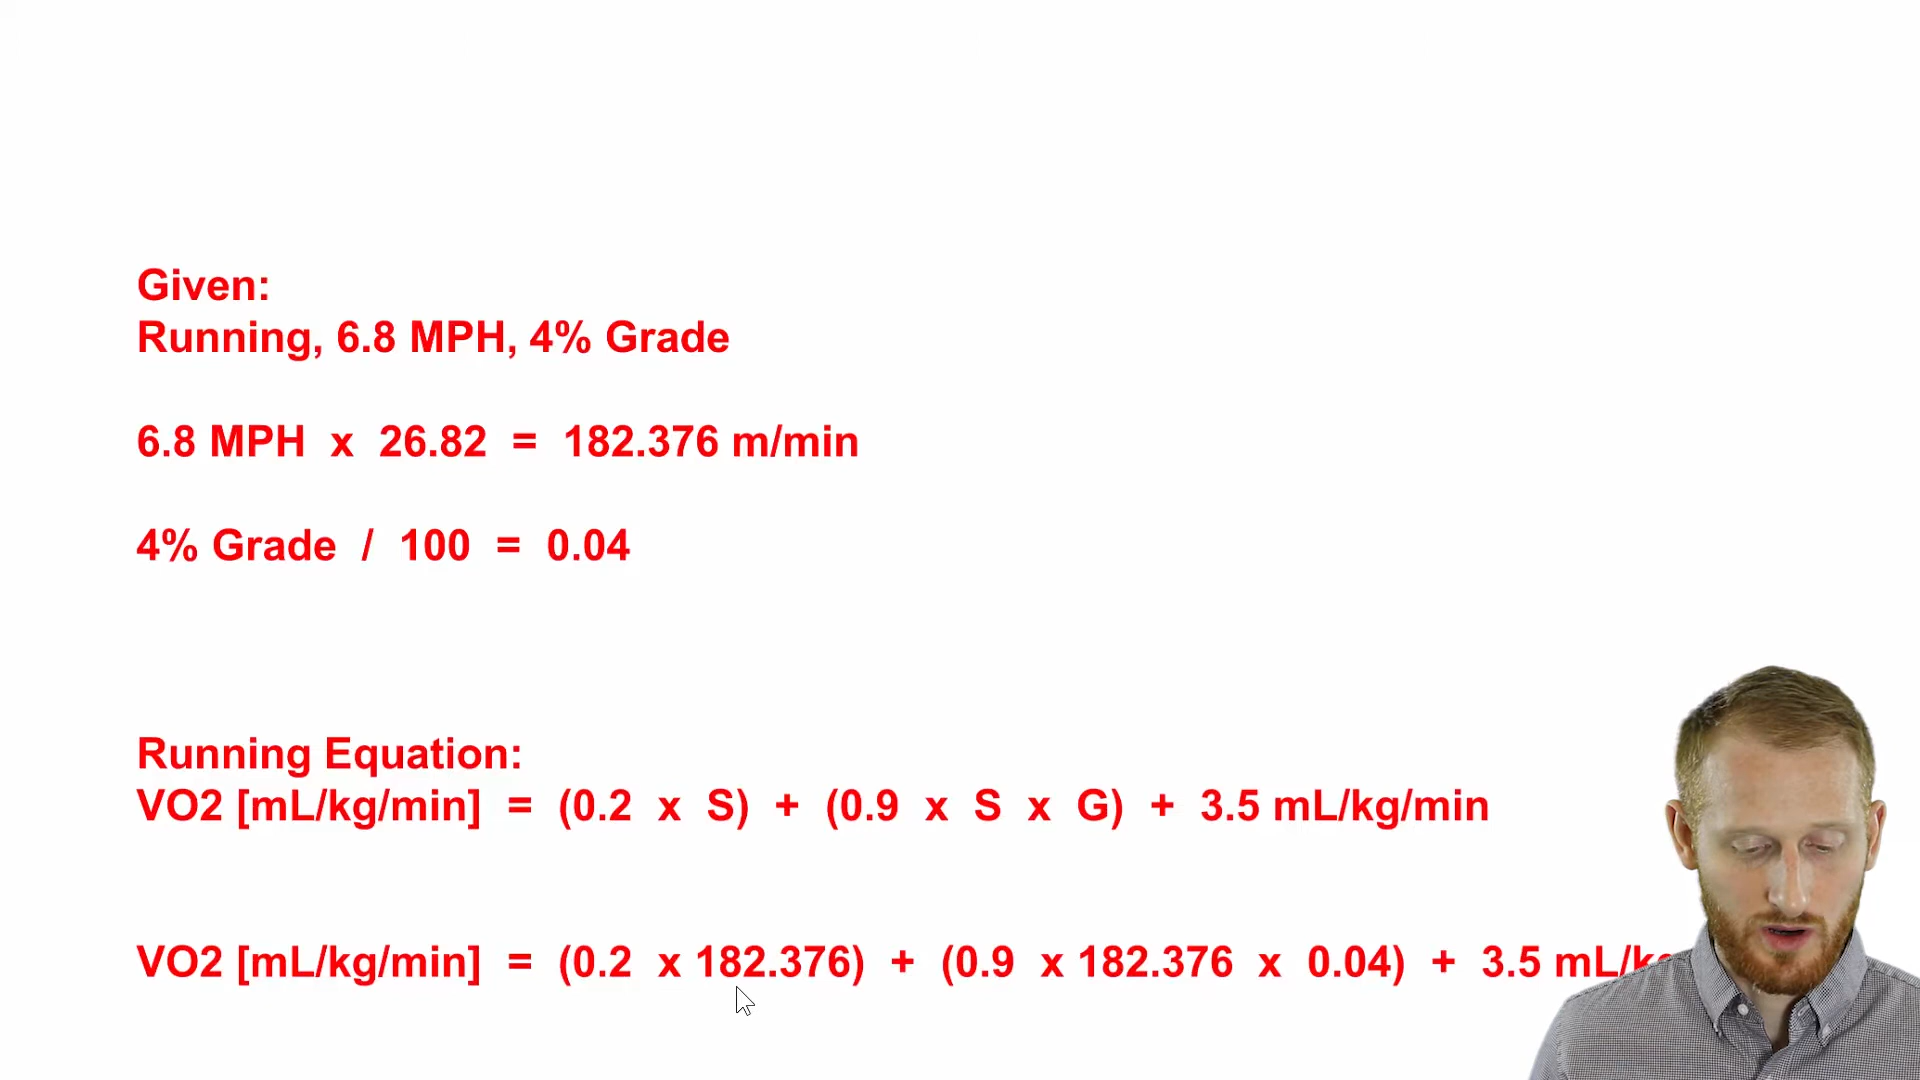 Given:
Running, 6.8 MPH, 4% Grade
6.8 MPH x 26.82 = 182.376 m/min
4% Grade / 100 = 0.04
Running Equation:
VO2 [mL/kg/min] = (0.2 x S) + (0.9 x S x G) + 3.5 mL/kg/min
VO2 [mL/kg/min] = (0.2 x 182.376) + (0.9 x 182.376 x 0.04) + 3.5